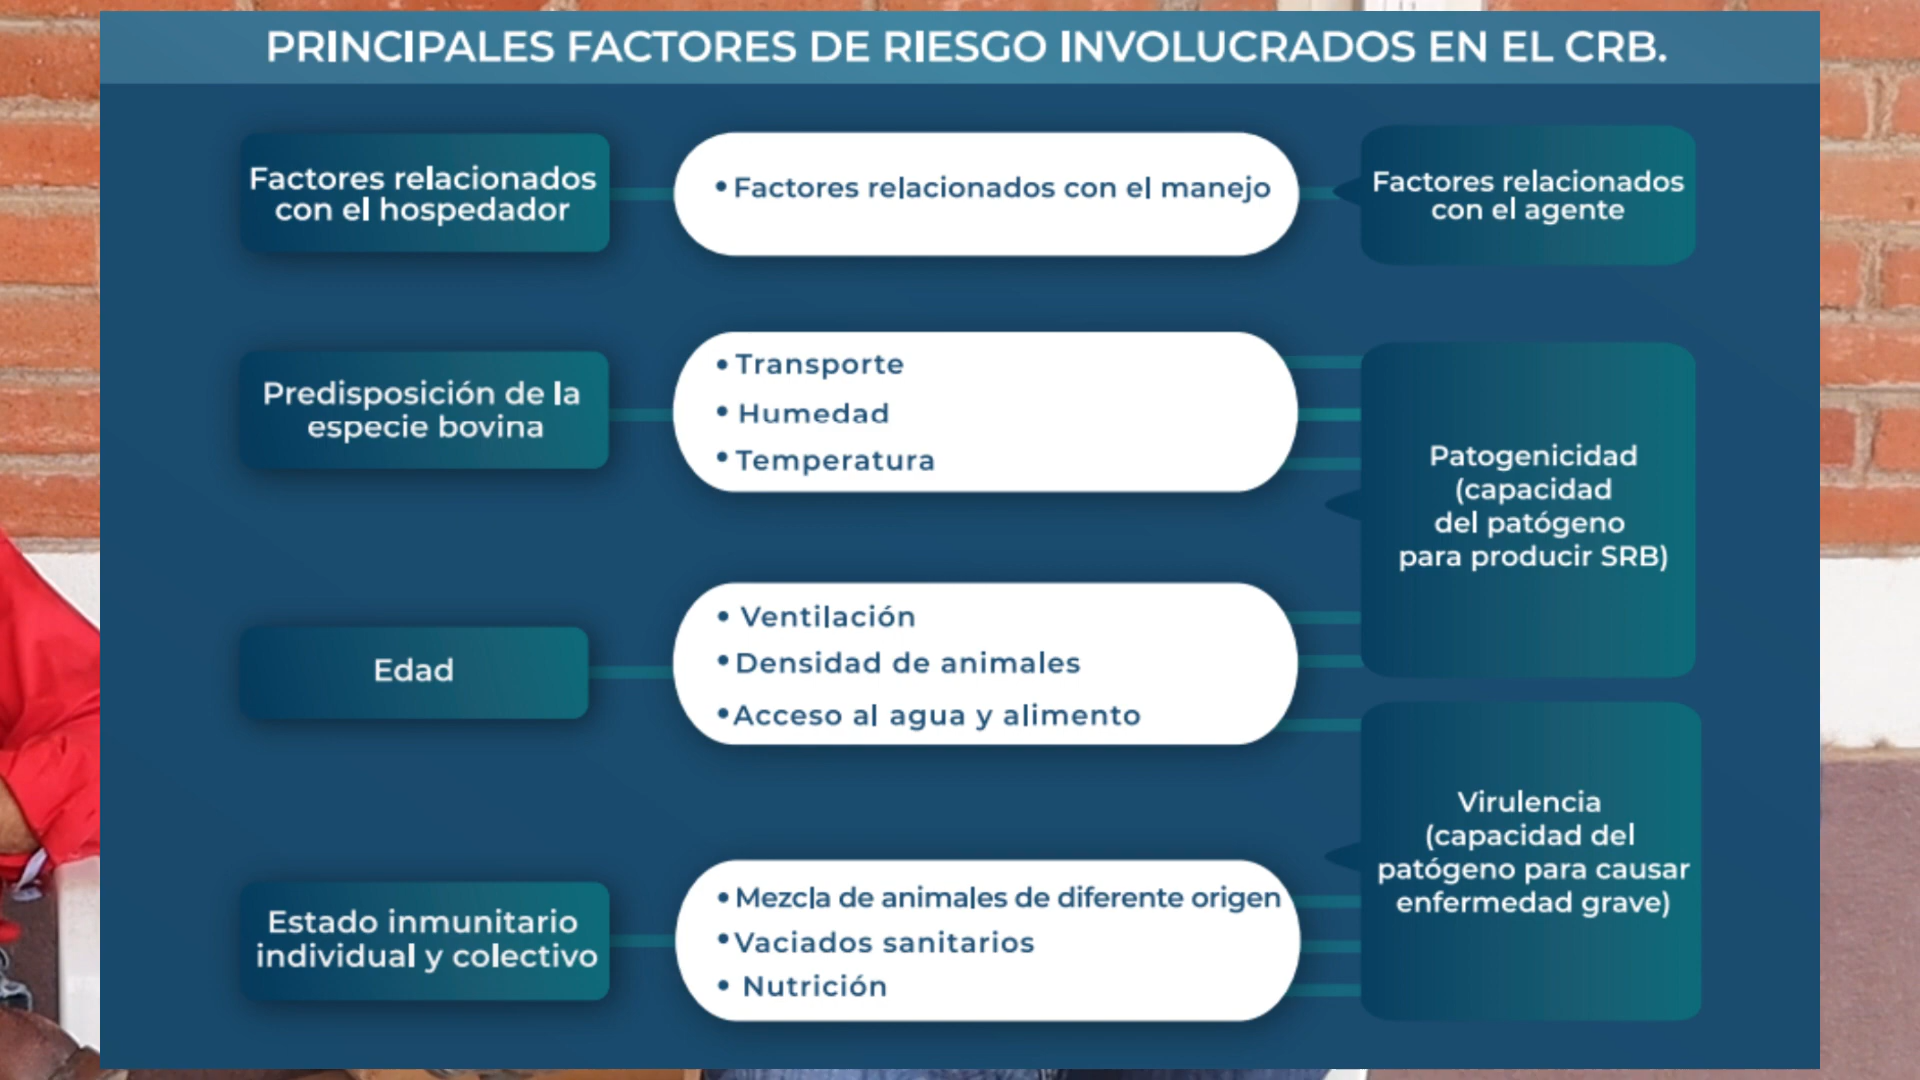 PRINCIPALES FACTORES DE RIESGO INVOLUCRADOS EN EL CRB.
Factores relacionados
con el hospedador
• Factores relacionados con el manejo
Factores relacionados
con el agente
Predisposición de la
especie bovina
• Transporte
• Humedad
• Temperatura
Patogenicidad
(capacidad
del patógeno
para producir SRB)
Edad
• Ventilación
• Densidad de animales
• Acceso al agua y alimento
Virulencia
(capacidad del
patógeno para causar
enfermedad grave)
Estado inmunitario
individual y colectivo
• Mezcla de animales de diferente origen
• Vaciados sanitarios
• Nutrición